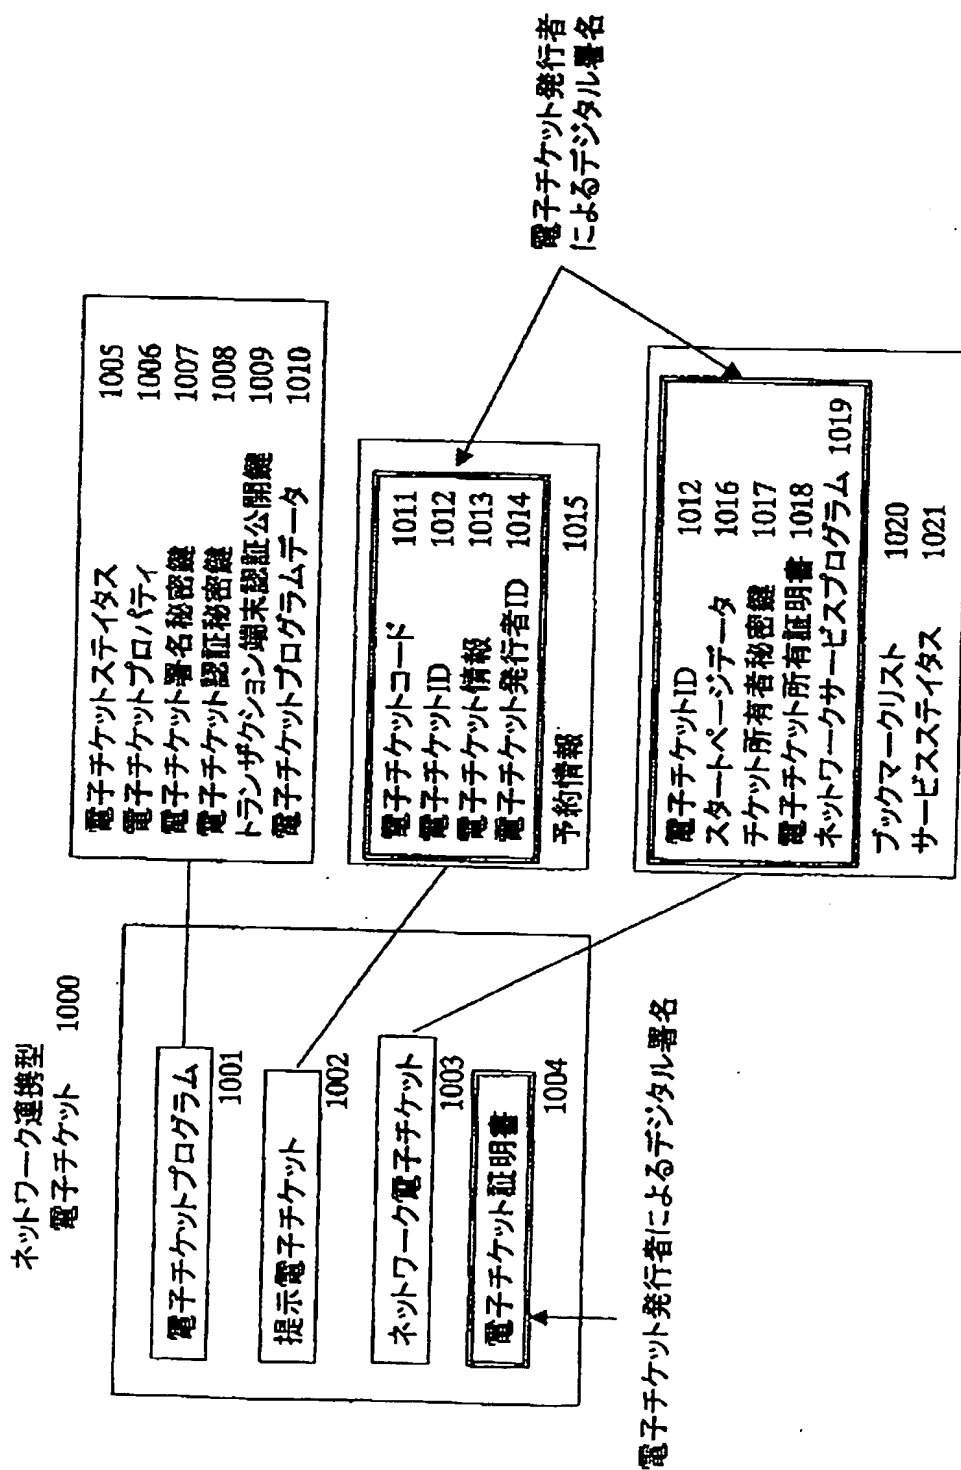 ネットワーク連携型
電子チケット 1000
電子チケットプログラム
1001
提示電子チケット
1002
ネットワーク電子チケット
1003
電子チケット証明書
1004
電子チケット発行者によるデジタル署名
電子チケットステイタス 1005
電子チケットプロパティ 1006
電子チケット署名秘密鍵 1007
電子チケット認証秘密鍵 1008
トランザクション端末認証公開鍵 1009
電子チケットプログラムデータ 1010
電子チケットコード 1011
電子チケットID 1012
電子チケット情報 1013
電子チケット発行者ID 1014
予約情報 1015
電子チケットID 1012
スタートページデータ 1016
チケット所有者秘密鍵 1017
電子チケット所有証明書 1018
ネットワークサービスプログラム 1019
ブックマークリスト 1020
サービスステイタス 1021
電子チケット発行者
によるデジタル署名